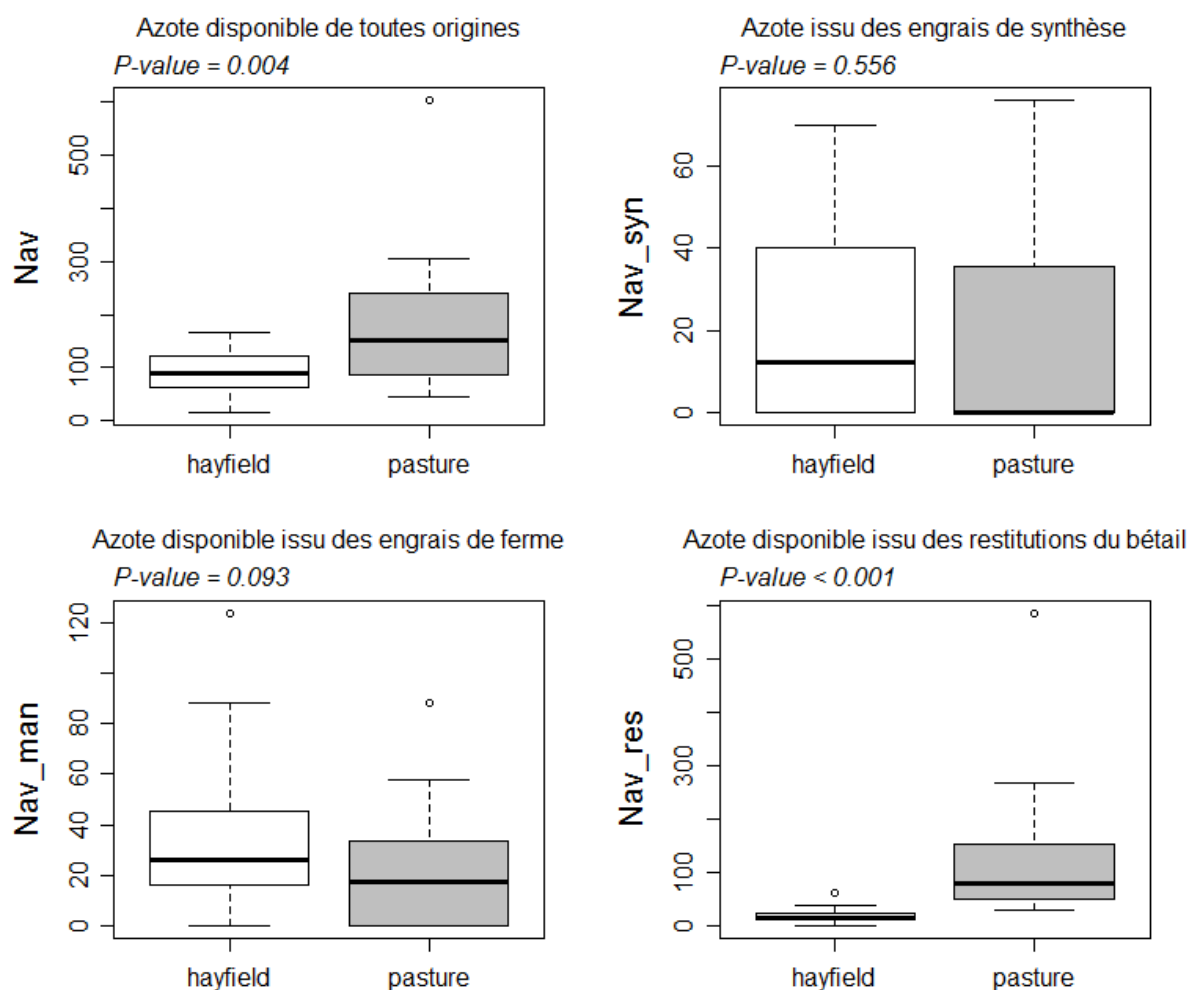 Azote disponible de toutes origines
P-value = 0.004
Nav
500
300
100
0
hayfield pasture
Azote issu des engrais de synthèse
P-value = 0.556
Nav_syn
60
40
20
0
hayfield pasture
Azote disponible issu des engrais de ferme
P-value = 0.093
Nav_man
120
80
60
40
20
0
hayfield pasture
Azote disponible issu des restitutions du bétail
P-value < 0.001
Nav_res
500
300
100
0
hayfield pasture